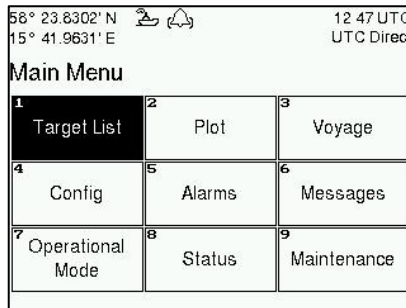 58° 23.8302' N 12 47 UTC
15° 41.9631' E UTC Direc
Main Menu
1 2 3
Target List Plot Voyage
4 5 6
Config Alarms Messages
7 8 9
Operational Mode Status Maintenance